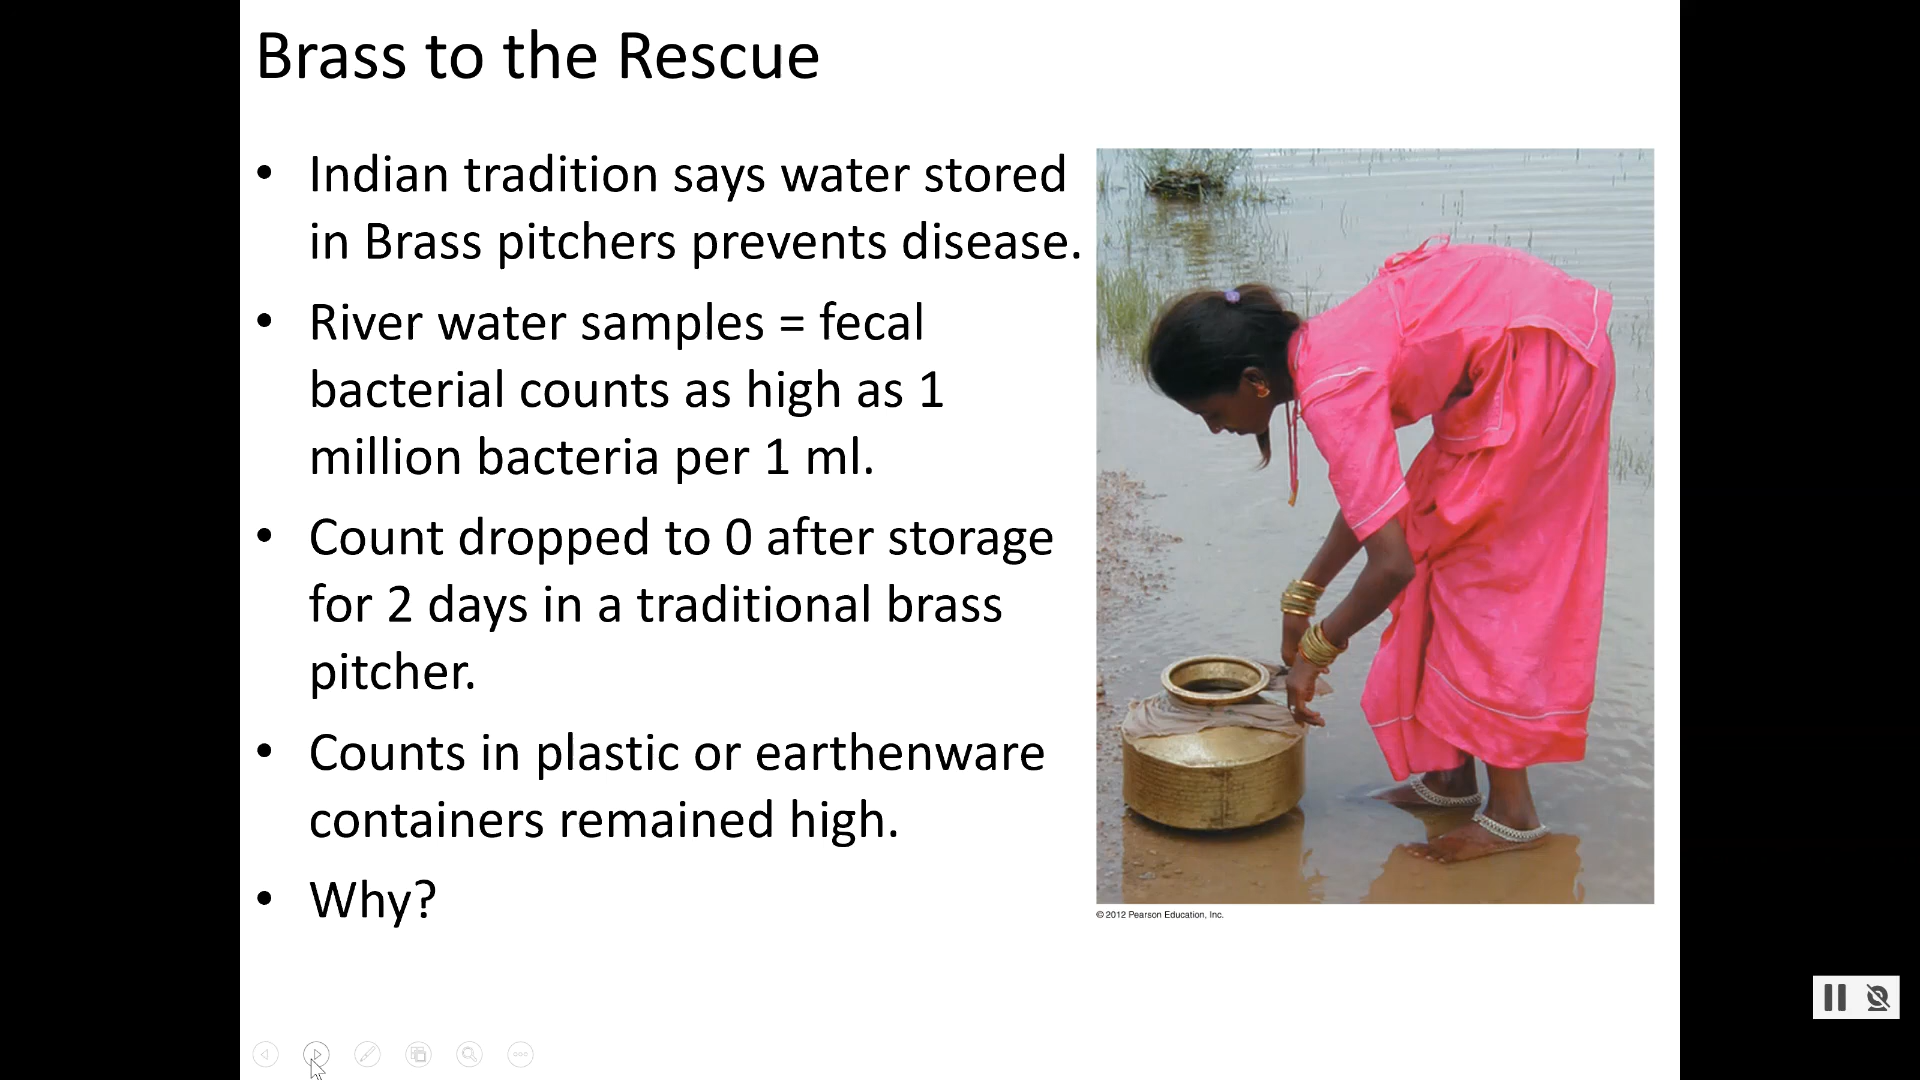 Brass to the Rescue
• Indian tradition says water stored
in Brass pitchers prevents disease.
• River water samples = fecal
bacterial counts as high as 1
million bacteria per 1 ml.
• Count dropped to 0 after storage
for 2 days in a traditional brass
pitcher.
• Counts in plastic or earthenware
containers remained high.
• Why?
© 2012 Pearson Education, Inc.